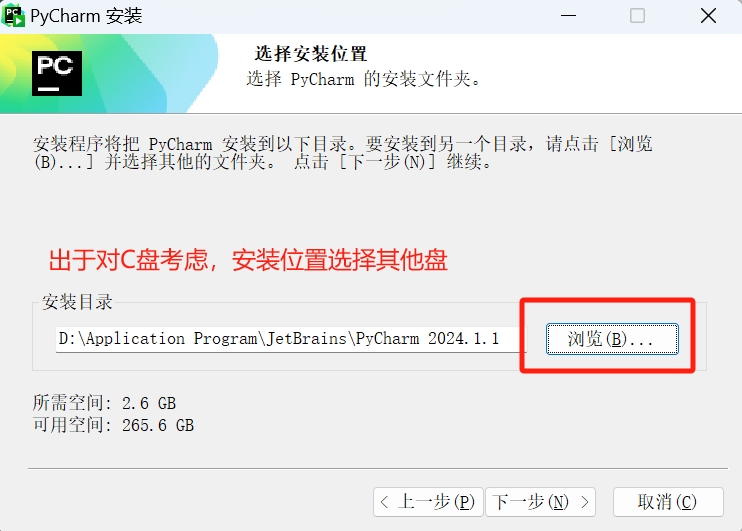 PyCharm 安装
PC
选择安装位置
选择 PyCharm 的安装文件夹。
安装程序将把 PyCharm 安装到以下目录。要安装到另一个目录，请点击 [浏览
(B)...] 并选择其他的文件夹。 点击 [下一步(N)] 继续。
出于对C盘考虑，安装位置选择其他盘
安装目录
D:\Application Program\JetBrains\PyCharm 2024.1.1
浏览(B)...
所需空间: 2.6 GB
可用空间: 265.6 GB
< 上一步(P) 下一步(N) > 取消(C)